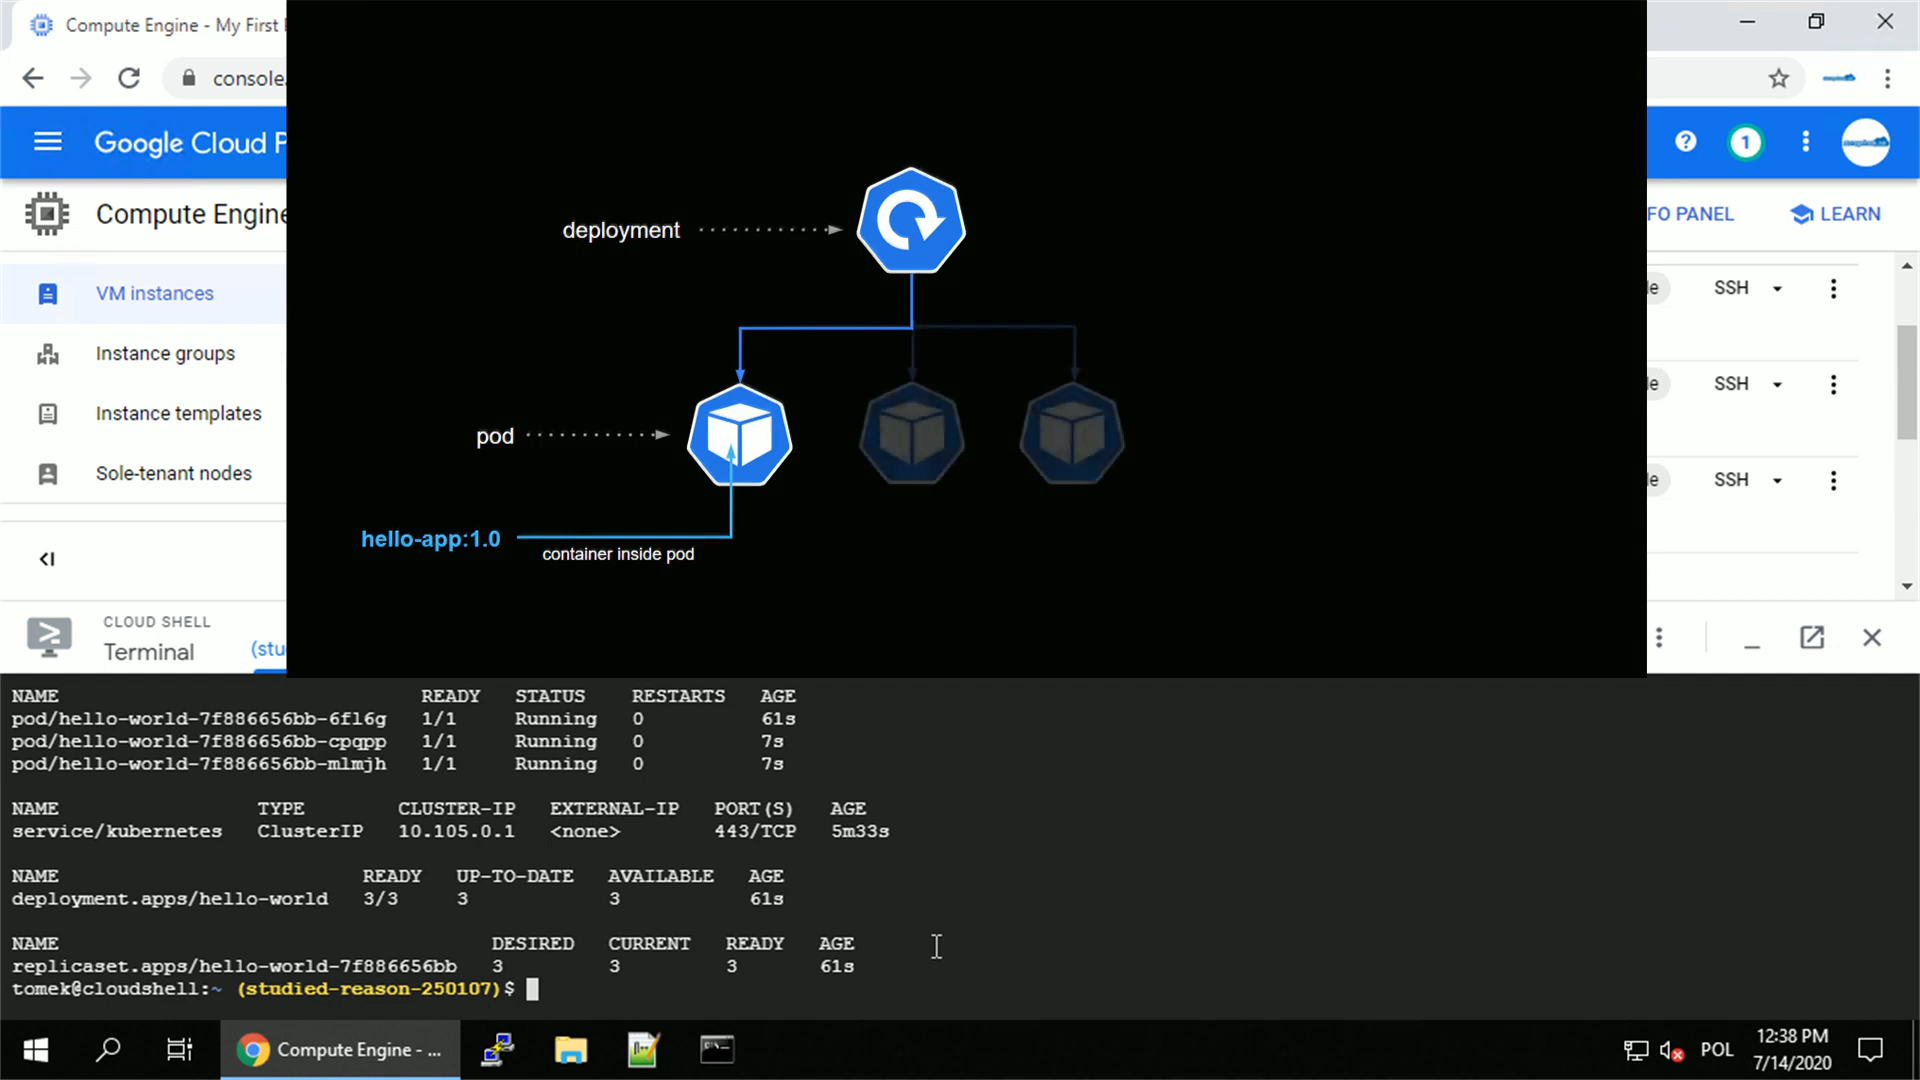 Compute Engine - My First
console.
Google Cloud P
1
Compute Engine
FO PANEL
LEARN
VM instances
Instance groups
Instance templates
Sole-tenant nodes
SSH
SSH
SSH
deployment
pod
hello-app:1.0
container inside pod
CLOUD SHELL
Terminal
(stu
NAME READY STATUS RESTARTS AGE
pod/hello-world-7f886656bb-6fl6g 1/1 Running 0 61s
pod/hello-world-7f886656bb-cpqpp 1/1 Running 0 7s
pod/hello-world-7f886656bb-mlmjh 1/1 Running 0 7s
NAME TYPE CLUSTER-IP EXTERNAL-IP PORT(S) AGE
service/kubernetes ClusterIP 10.105.0.1 <none> 443/TCP 5m33s
NAME READY UP-TO-DATE AVAILABLE AGE
deployment.apps/hello-world 3/3 3 3 61s
NAME DESIRED CURRENT READY AGE
replicaset.apps/hello-world-7f886656bb 3 3 3 61s
tomek@cloudshell:~ (studied-reason-250107)$
Compute Engine - ...
POL
12:38 PM
7/14/2020